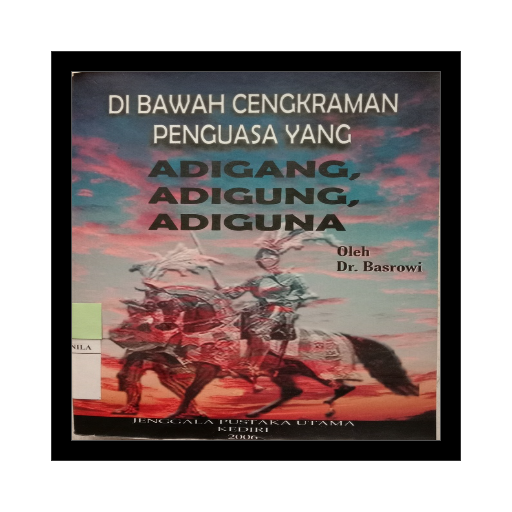 DI BAWAH CENGKRAMAN
PENGUASA YANG
ADIGANG,
ADIGUNG,
ADIGUNA
Oleh
Dr. Basrowi
NILA
JENGGALA PUSTAKA UTAMA
KEDIRI
2006